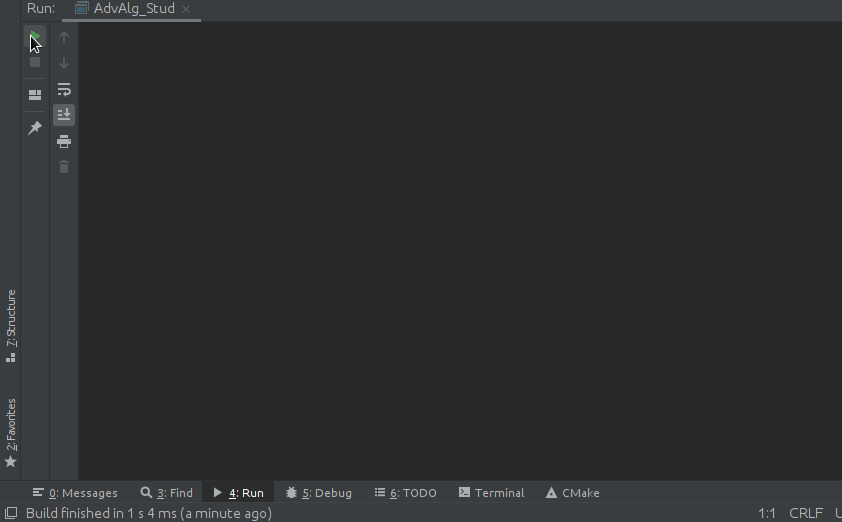 Run: AdvAlg_Stud
7: Structure
2: Favorites
0: Messages 3: Find 4: Run 5: Debug 6: TODO Terminal CMake
Build finished in 1 s 4 ms (a minute ago) 1:1 CRLF